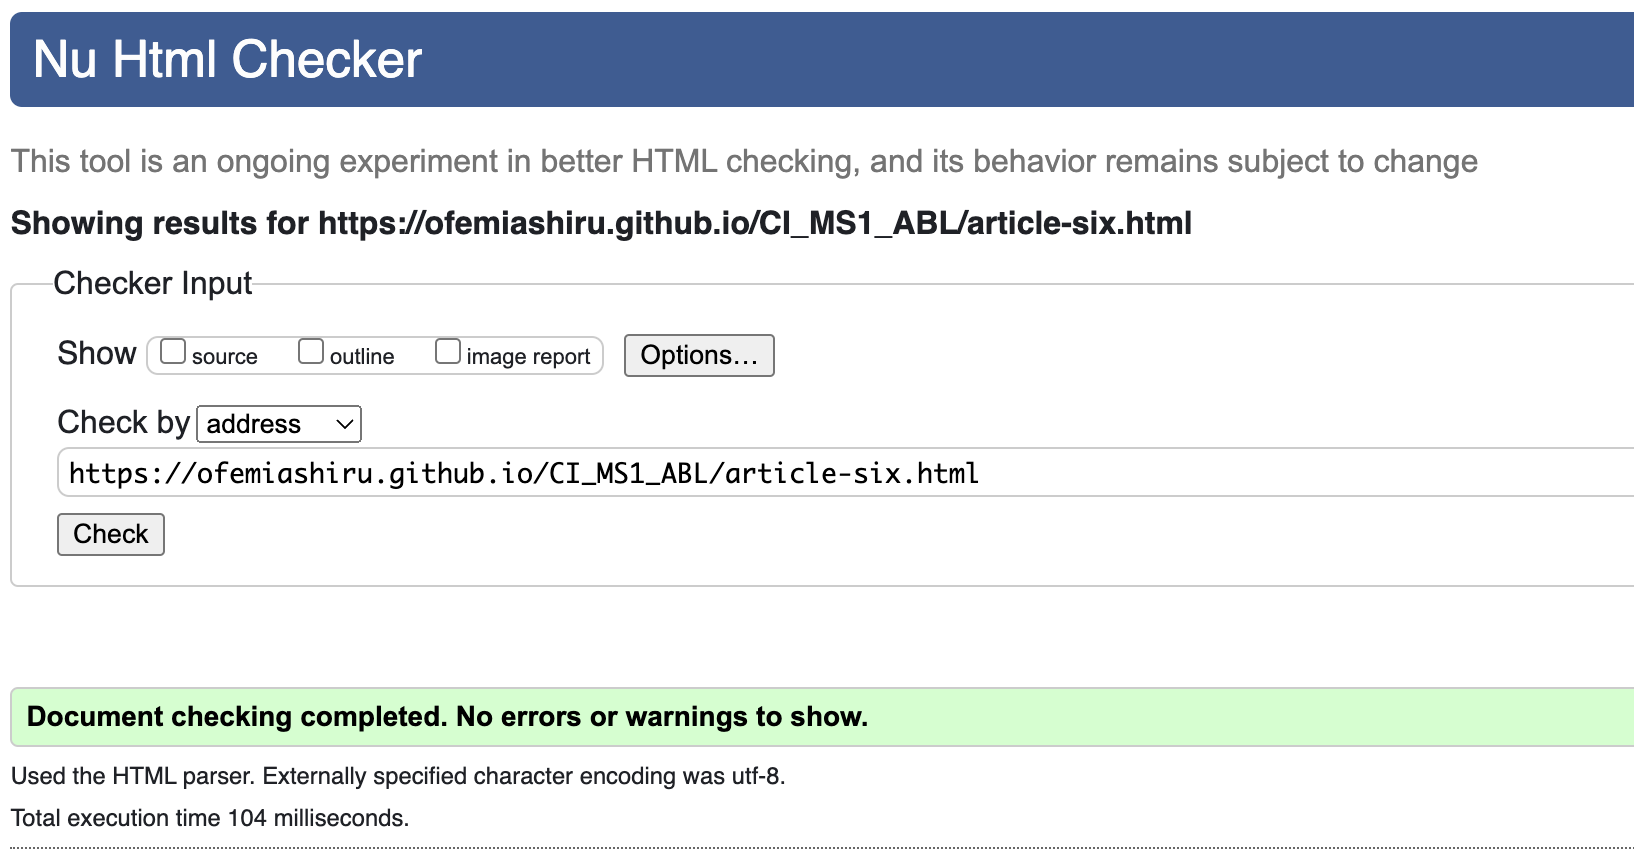 Nu Html Checker
This tool is an ongoing experiment in better HTML checking, and its behavior remains subject to change
Showing results for https://ofemiashiru.github.io/CI_MS1_ABL/article-six.html
Checker Input
Show source outline image report Options…
Check by address
https://ofemiashiru.github.io/CI_MS1_ABL/article-six.html
Check
Document checking completed. No errors or warnings to show.
Used the HTML parser. Externally specified character encoding was utf-8.
Total execution time 104 milliseconds.